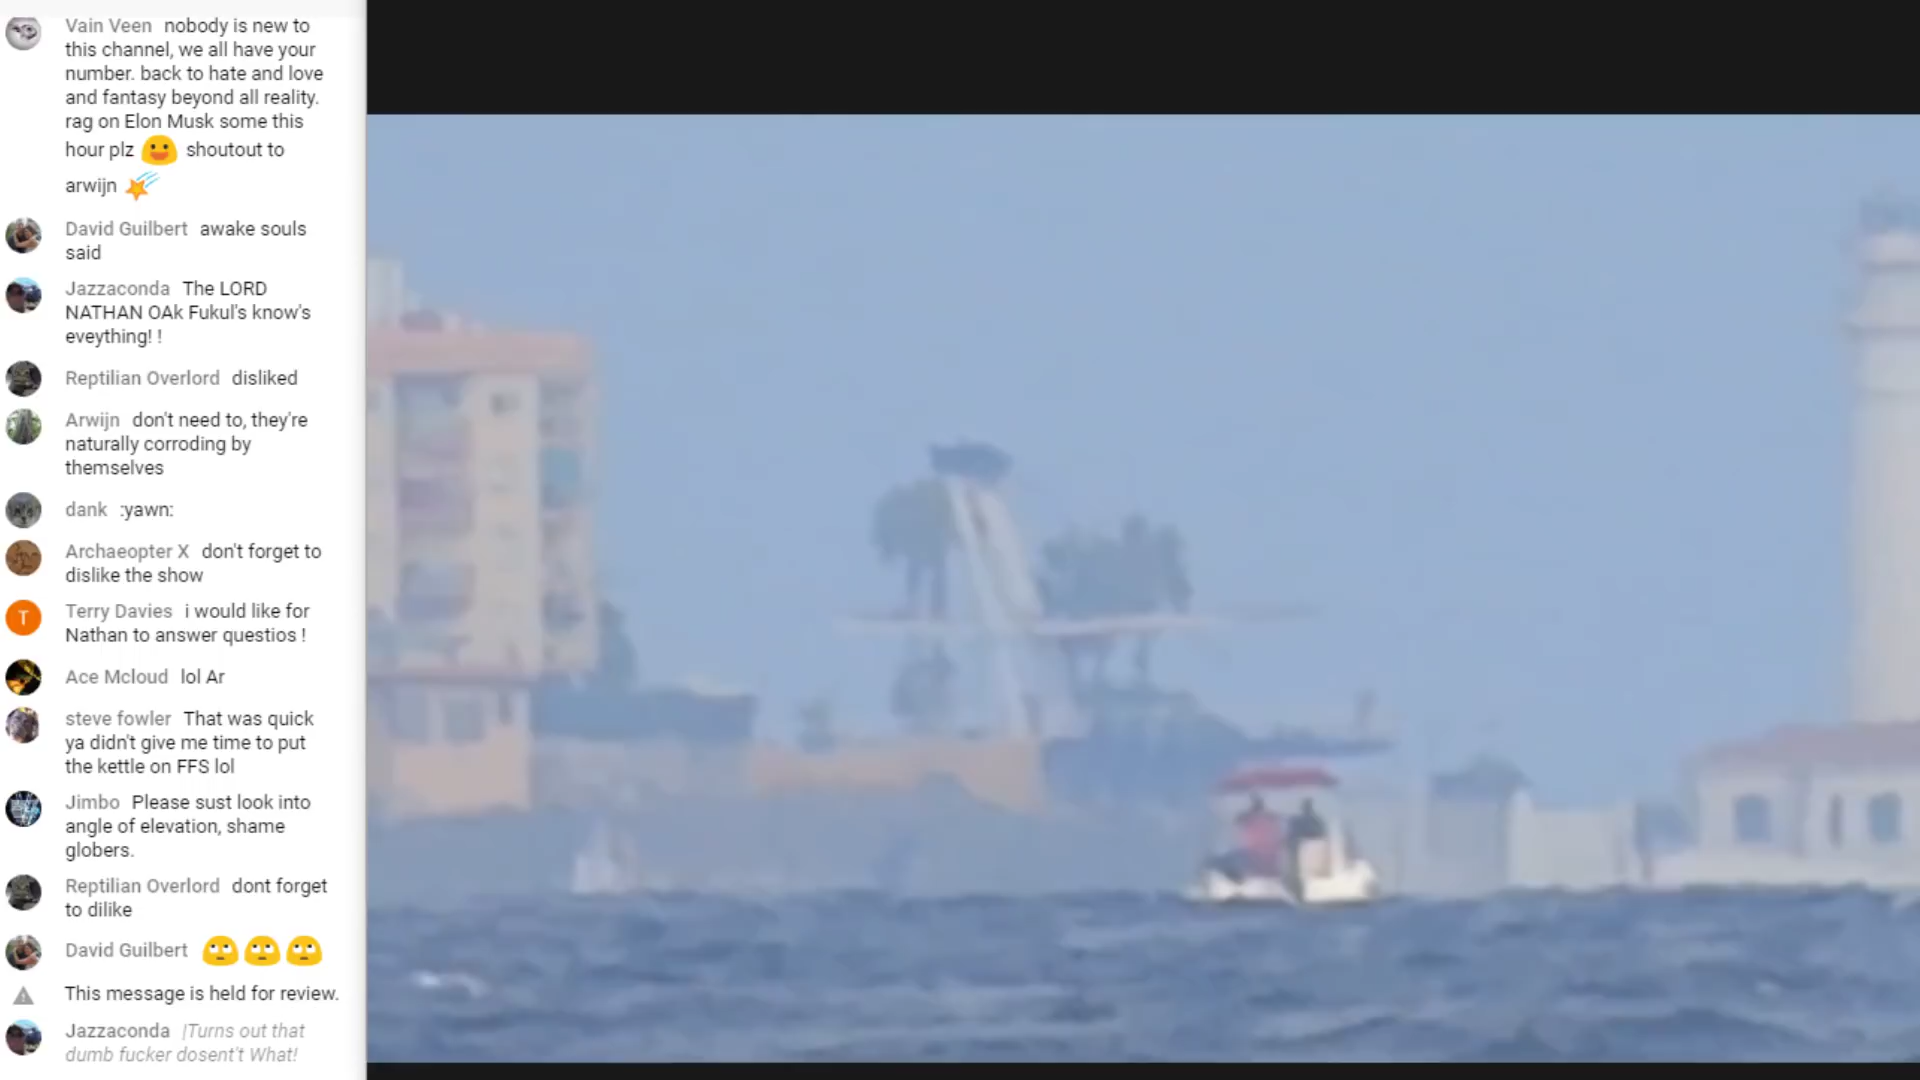 Vain Veen nobody is new to
this channel, we all have your
number. back to hate and love
and fantasy beyond all reality.
rag on Elon Musk some this
hour plz 😃 shoutout to
arwijn 🌠
David Guilbert awake souls
said
Jazzaconda The LORD
NATHAN OAk Fukul's know's
eveything! !
Reptilian Overlord disliked
Arwijn don't need to, they're
naturally corroding by
themselves
dank :yawn:
Archaeopter X don't forget to
dislike the show
T
Terry Davies i would like for
Nathan to answer questios !
Ace Mcloud lol Ar
steve fowler That was quick
ya didn't give me time to put
the kettle on FFS lol
Jimbo Please sust look into
angle of elevation, shame
globers.
Reptilian Overlord dont forget
to dilike
David Guilbert 🙄🙄🙄
This message is held for review.
Jazzaconda |Turns out that
dumb fucker dosent't What!